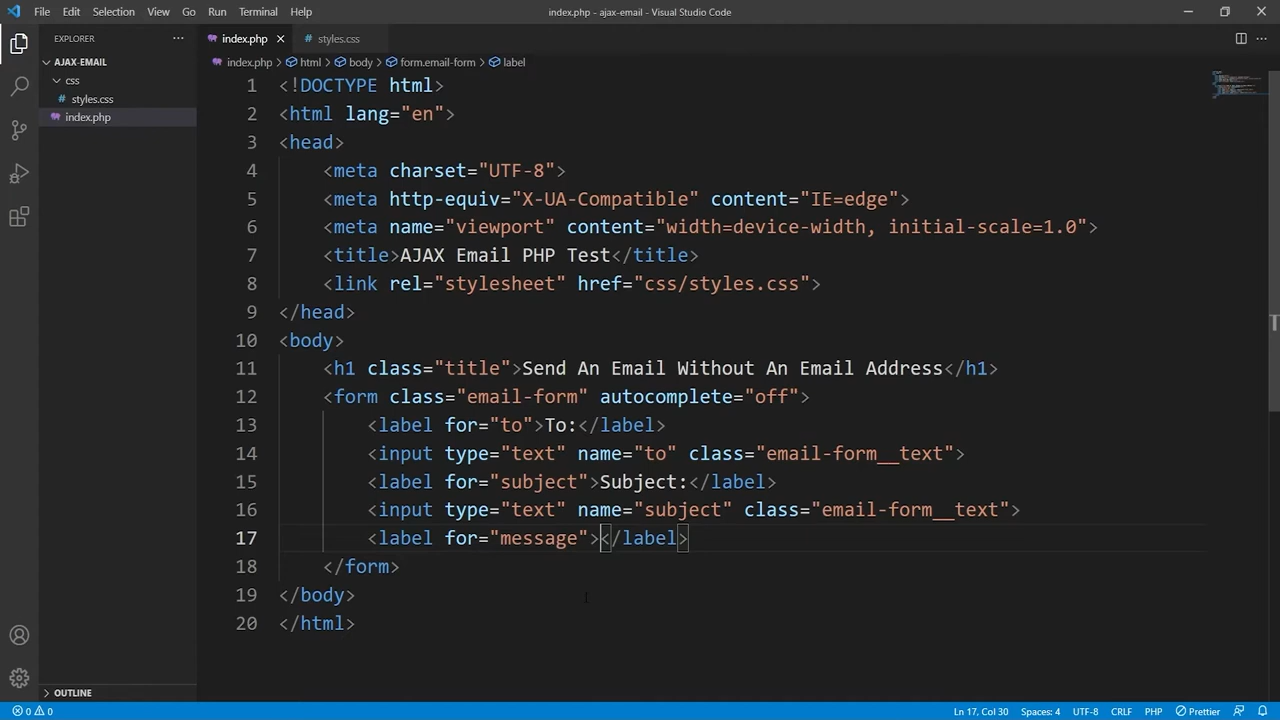 File Edit Selection View Go Run Terminal Help
index.php - ajax-email - Visual Studio Code
EXPLORER
index.php
styles.css
AJAX-EMAIL
css
# styles.css
index.php
index.php > html > body > form.email-form > label
1 <!DOCTYPE html>
2 <html lang="en">
3 <head>
4 <meta charset="UTF-8">
5 <meta http-equiv="X-UA-Compatible" content="IE=edge">
6 <meta name="viewport" content="width=device-width, initial-scale=1.0">
7 <title>AJAX Email PHP Test</title>
8 <link rel="stylesheet" href="css/styles.css">
9 </head>
10 <body>
11 <h1 class="title">Send An Email Without An Email Address</h1>
12 <form class="email-form" autocomplete="off">
13 <label for="to">To:</label>
14 <input type="text" name="to" class="email-form__text">
15 <label for="subject">Subject:</label>
16 <input type="text" name="subject" class="email-form__text">
17 <label for="message"></label>
18 </form>
19 </body>
20 </html>
OUTLINE
0 0
Ln 17, Col 30 Spaces: 4 UTF-8 CRLF PHP Prettier